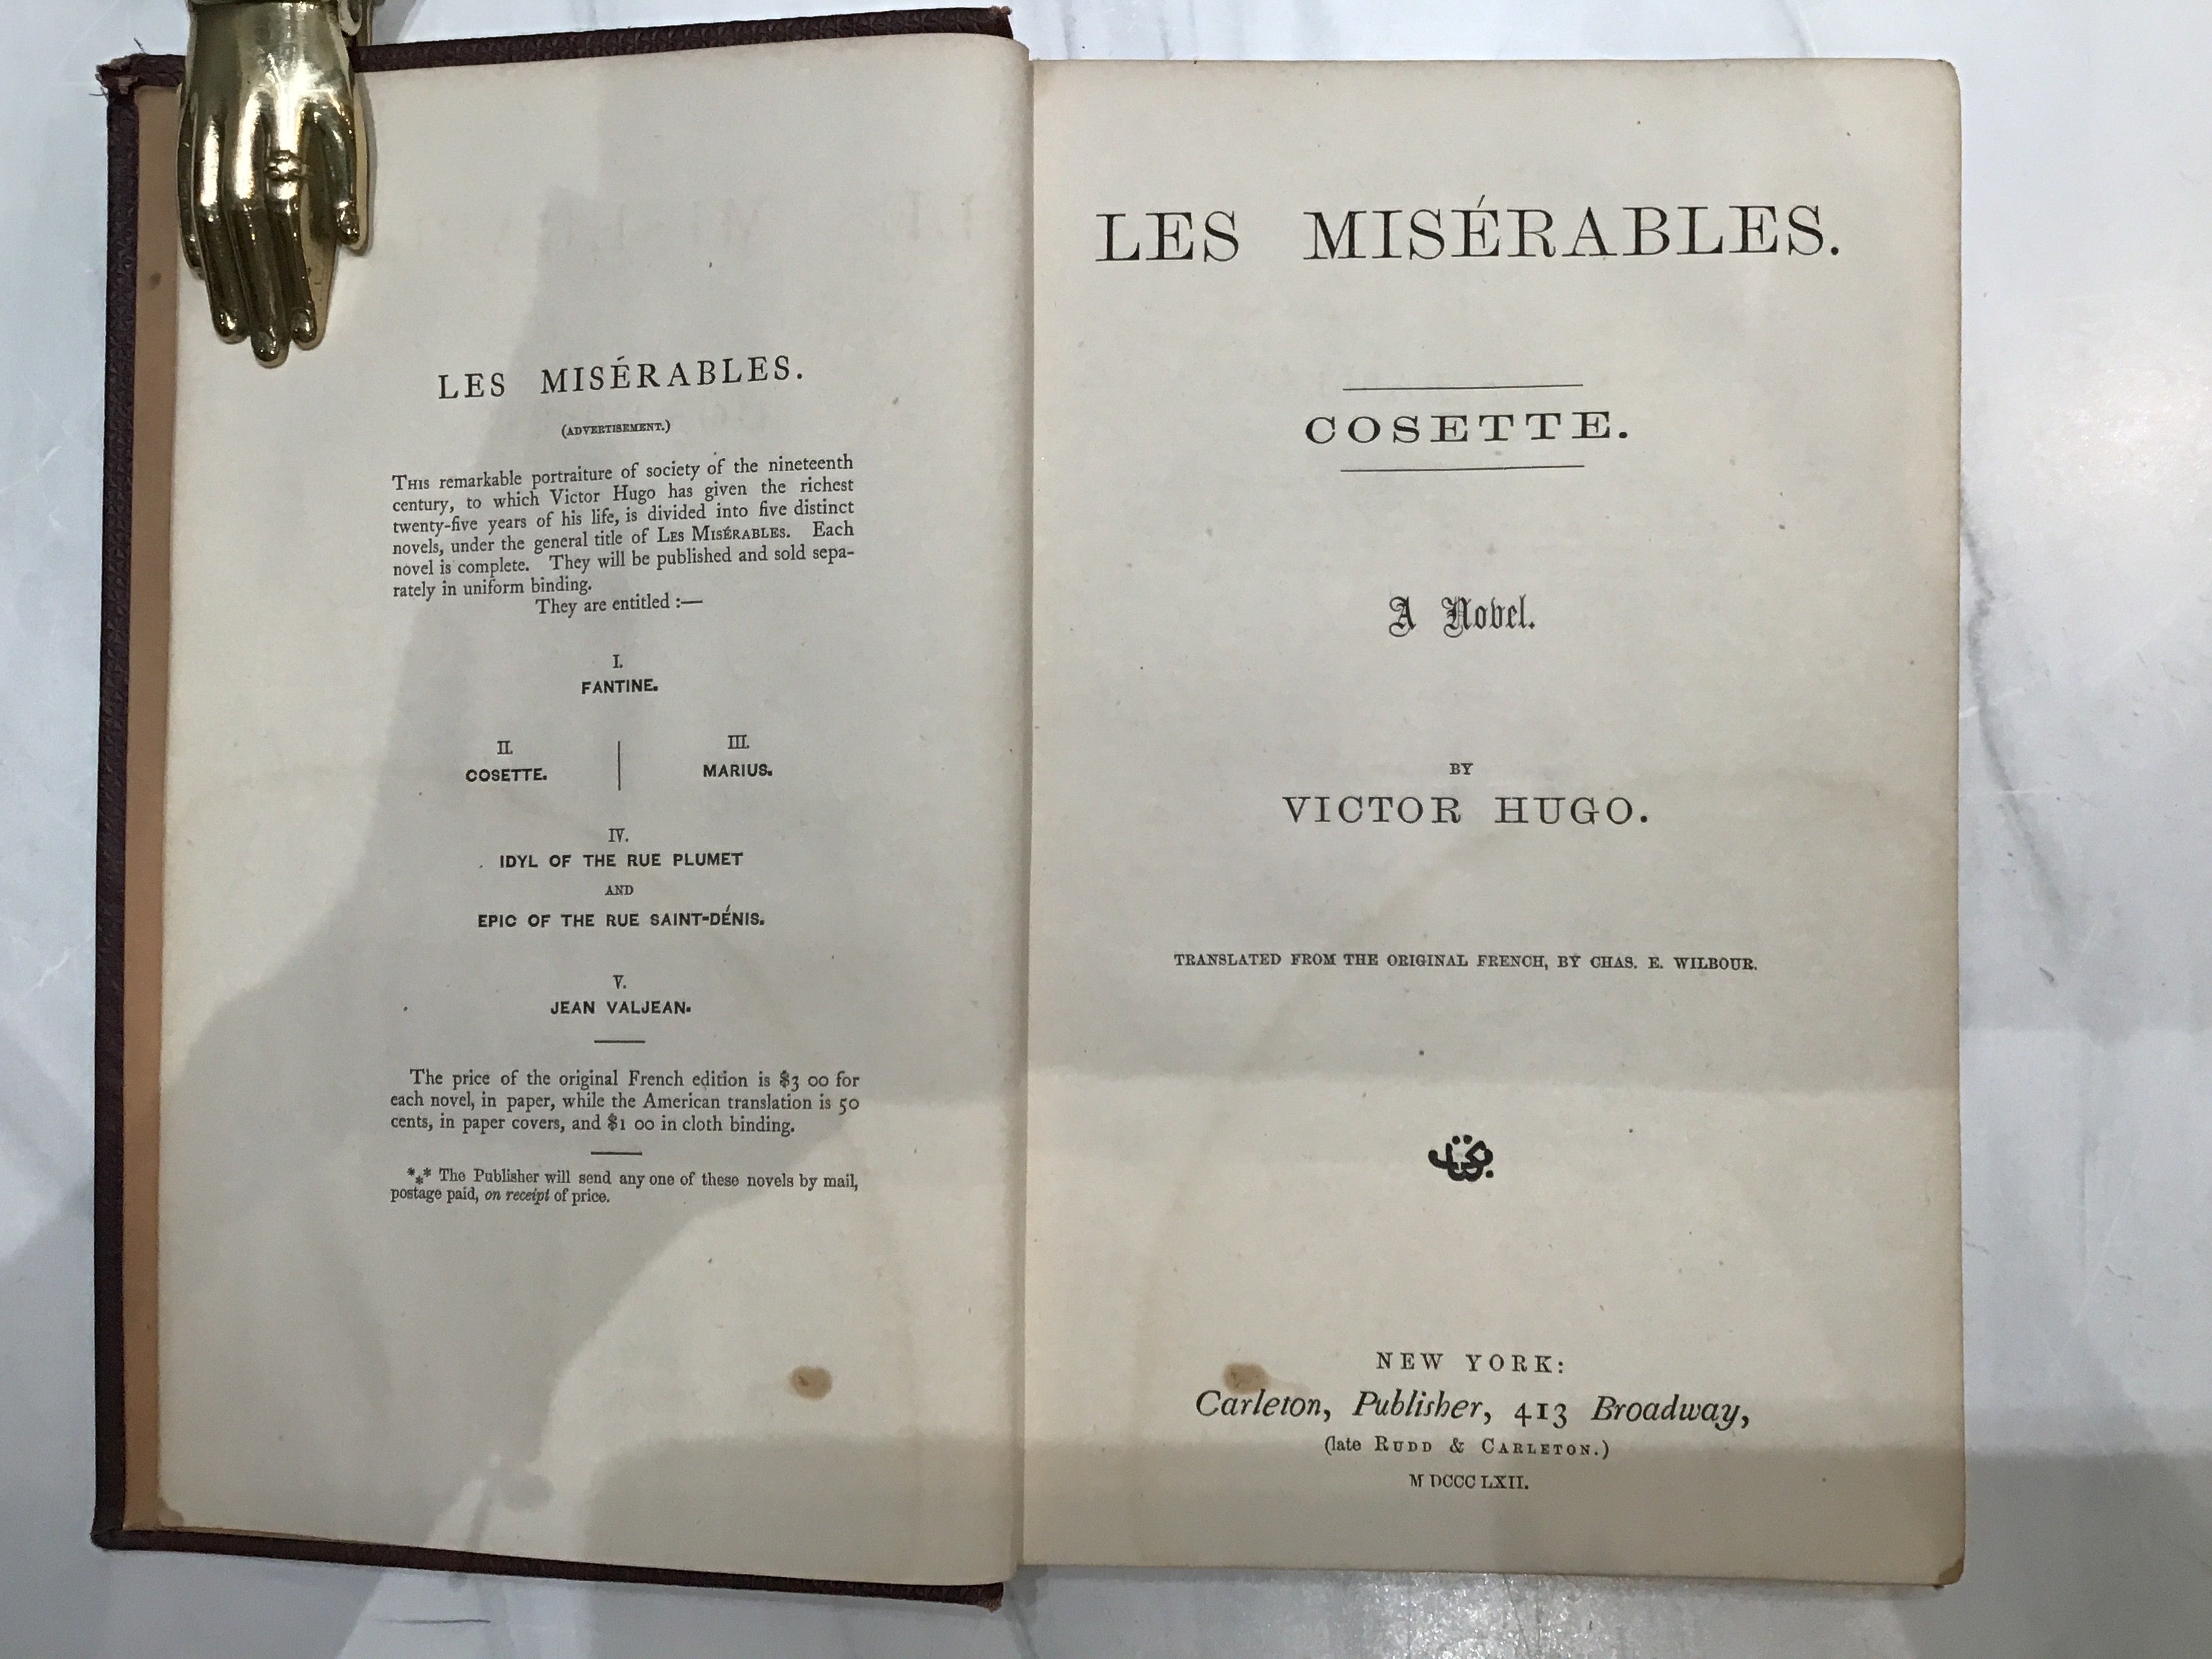 LES MISÉRABLES.
(ADVERTISEMENT.)
THIS remarkable portraiture of society of the nineteenth
century, to which Victor Hugo has given the richest
twenty-five years of his life, is divided into five distinct
novels, under the general title of LES MISÉRABLES. Each
novel is complete. They will be published and sold sepa-
rately in uniform binding.
They are entitled :—
I.
FANTINE.
II.
COSETTE.
III.
MARIUS.
IV.
IDYL OF THE RUE PLUMET
AND
EPIC OF THE RUE SAINT-DÉNIS.
V.
JEAN VALJEAN.
The price of the original French edition is $3 00 for
each novel, in paper, while the American translation is 50
cents, in paper covers, and $1 00 in cloth binding.
*⁎* The Publisher will send any one of these novels by mail,
postage paid, on receipt of price.
LES MISÉRABLES.
COSETTE.
A Novel.
BY
VICTOR HUGO.
TRANSLATED FROM THE ORIGINAL FRENCH, BY CHAS. E. WILBOUR.
NEW YORK:
Carleton, Publisher, 413 Broadway,
(late RUDD & CARLETON.)
M DCCC LXII.